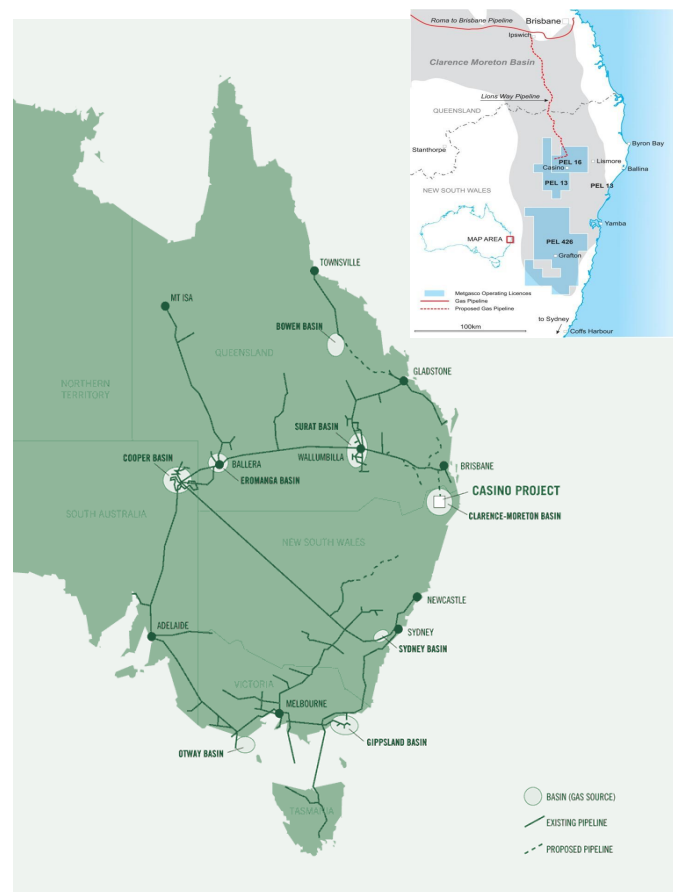 Roma to Brisbane Pipeline
Brisbane
Ipswich
Clarence Moreton Basin
Lions Way Pipeline
QUEENSLAND
Stanthorpe
Byron Bay
PEL 16
Lismore
Casino
Ballina
PEL 13
PEL 13
NEW SOUTH WALES
Yamba
MAP AREA
PEL 426
Grafton
Metgasco Operating Licences
Gas Pipeline
Proposed Gas Pipeline
to Sydney
100km
Coffs Harbour
TOWNSVILLE
MT ISA
BOWEN BASIN
QUEENSLAND
GLADSTONE
NORTHERN
TERRITORY
SURAT BASIN
COOPER BASIN
WALLUMBILLA
BALLERA
BRISBANE
EROMANGA BASIN
CASINO PROJECT
SOUTH AUSTRALIA
CLARENCE-MORETON BASIN
NEW SOUTH WALES
NEWCASTLE
ADELAIDE
SYDNEY
SYDNEY BASIN
VICTORIA
MELBOURNE
GIPPSLAND BASIN
OTWAY BASIN
BASIN (GAS SOURCE)
TASMANIA
EXISTING PIPELINE
PROPOSED PIPELINE